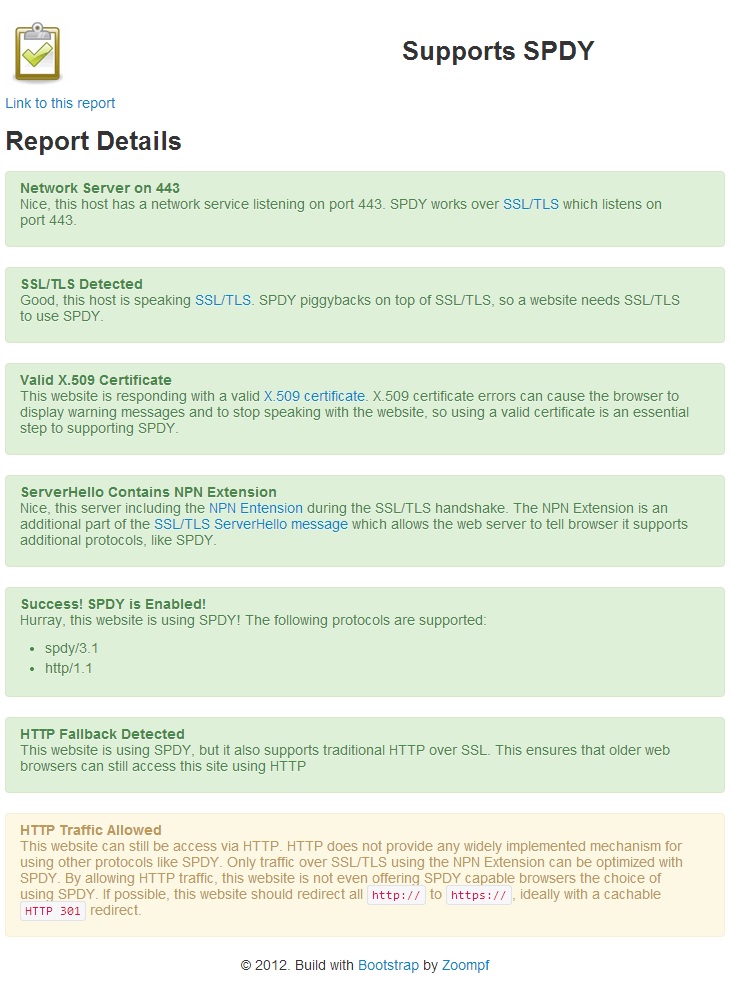 Supports SPDY
Link to this report
Report Details
Network Server on 443
Nice, this host has a network service listening on port 443. SPDY works over SSL/TLS which listens on
port 443.
SSL/TLS Detected
Good, this host is speaking SSL/TLS. SPDY piggybacks on top of SSL/TLS, so a website needs SSL/TLS
to use SPDY.
Valid X.509 Certificate
This website is responding with a valid X.509 certificate. X.509 certificate errors can cause the browser to
display warning messages and to stop speaking with the website, so using a valid certificate is an essential
step to supporting SPDY.
ServerHello Contains NPN Extension
Nice, this server including the NPN Entension during the SSL/TLS handshake. The NPN Extension is an
additional part of the SSL/TLS ServerHello message which allows the web server to tell browser it supports
additional protocols, like SPDY.
Success! SPDY is Enabled!
Hurray, this website is using SPDY! The following protocols are supported:
• spdy/3.1
• http/1.1
HTTP Fallback Detected
This website is using SPDY, but it also supports traditional HTTP over SSL. This ensures that older web
browsers can still access this site using HTTP
HTTP Traffic Allowed
This website can still be access via HTTP. HTTP does not provide any widely implemented mechanism for
using other protocols like SPDY. Only traffic over SSL/TLS using the NPN Extension can be optimized with
SPDY. By allowing HTTP traffic, this website is not even offering SPDY capable browsers the choice of
using SPDY. If possible, this website should redirect all http:// to https://, ideally with a cachable
HTTP 301 redirect.
© 2012. Build with Bootstrap by Zoompf